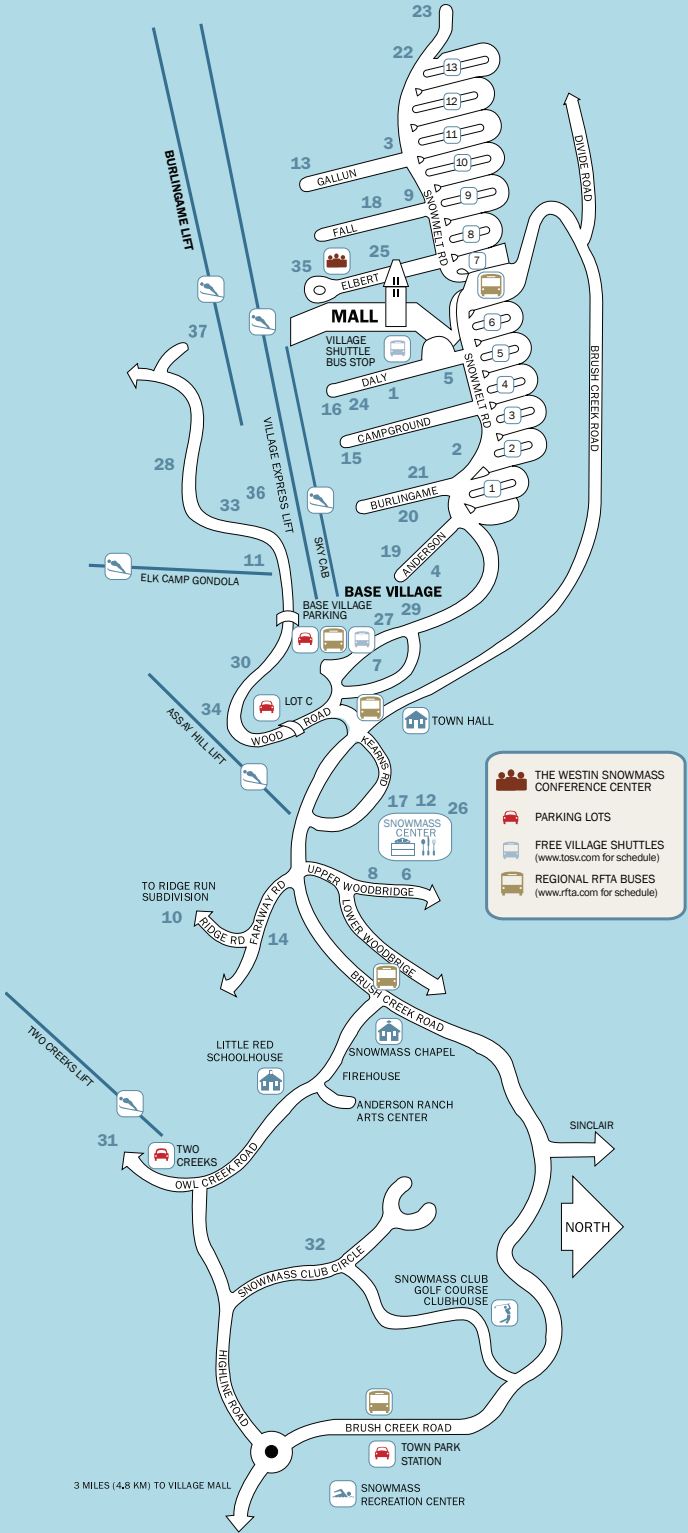 23
22
13
12
11
10
9
8
7
3
13
GALLUN
18
9
FALL
SNOWMELT RD
25
35
ELBERT
DIVIDE ROAD
BURLINGAME LIFT
MALL
VILLAGE
SHUTTLE
BUS STOP
6
5
4
3
2
1
37
DALY
5
16
24
1
SNOWMELT RD
BRUSH CREEK ROAD
CAMPGROUND
15
2
VILLAGE EXPRESS LIFT
28
36
33
21
BURLINGAME
20
SKY CAB
19
ANDERSON
4
11
ELK CAMP GONDOLA
BASE VILLAGE
BASE VILLAGE
PARKING
27
29
7
30
34
LOT C
WOOD ROAD
TOWN HALL
ASSAY HILL LIFT
KEARNS RD
17
12
26
SNOWMASS
CENTER
THE WESTIN SNOWMASS
CONFERENCE CENTER
PARKING LOTS
FREE VILLAGE SHUTTLES
(www.tosv.com for schedule)
REGIONAL RFTA BUSES
(www.rfta.com for schedule)
8
6
UPPER WOODBRIDGE
LOWER WOODBRIGE
TO RIDGE RUN
SUBDIVISION
10
RIDGE RD
FARAWAY RD
14
BRUSH CREEK ROAD
SNOWMASS CHAPEL
TWO CREEKS LIFT
LITTLE RED
SCHOOLHOUSE
FIREHOUSE
ANDERSON RANCH
ARTS CENTER
31
TWO
CREEKS
OWL CREEK ROAD
SINCLAIR
NORTH
32
SNOWMASS CLUB CIRCLE
SNOWMASS CLUB
GOLF COURSE
CLUBHOUSE
HIGHLINE ROAD
BRUSH CREEK ROAD
TOWN PARK
STATION
3 MILES (4.8 KM) TO VILLAGE MALL
SNOWMASS
RECREATION CENTER